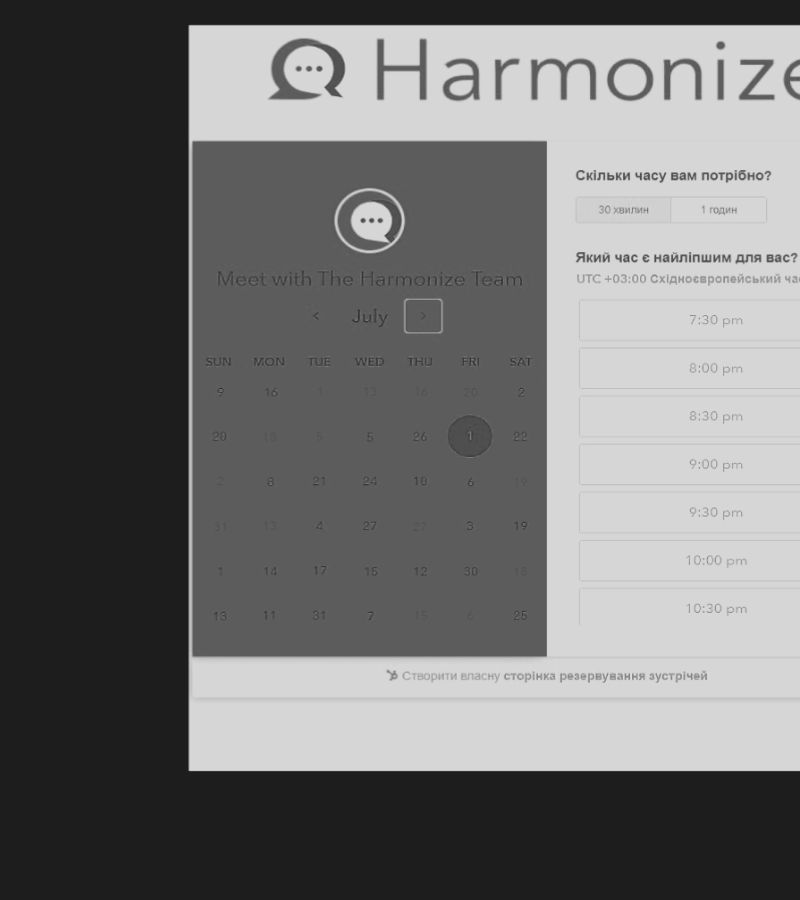 Harmonize
Meet with The Harmonize Team
< July >
SUN MON TUE WED THU FRI SAT
9 16 1 13 16 20 2
20 5 5 26 1 22
2 8 21 24 18 6 19
31 13 4 27 27 3 19
1 14 17 15 12 30 18
13 11 31 7 15 6 25
Скільки часу вам потрібно?
30 хвилин 1 годин
Який час є найліпшим для вас?
UTC +03:00 Східноєвропейський
7:30 pm
8:00 pm
8:30 pm
9:00 pm
9:30 pm
10:00 pm
10:30 pm
Створити власну сторінка резервування зустрічей